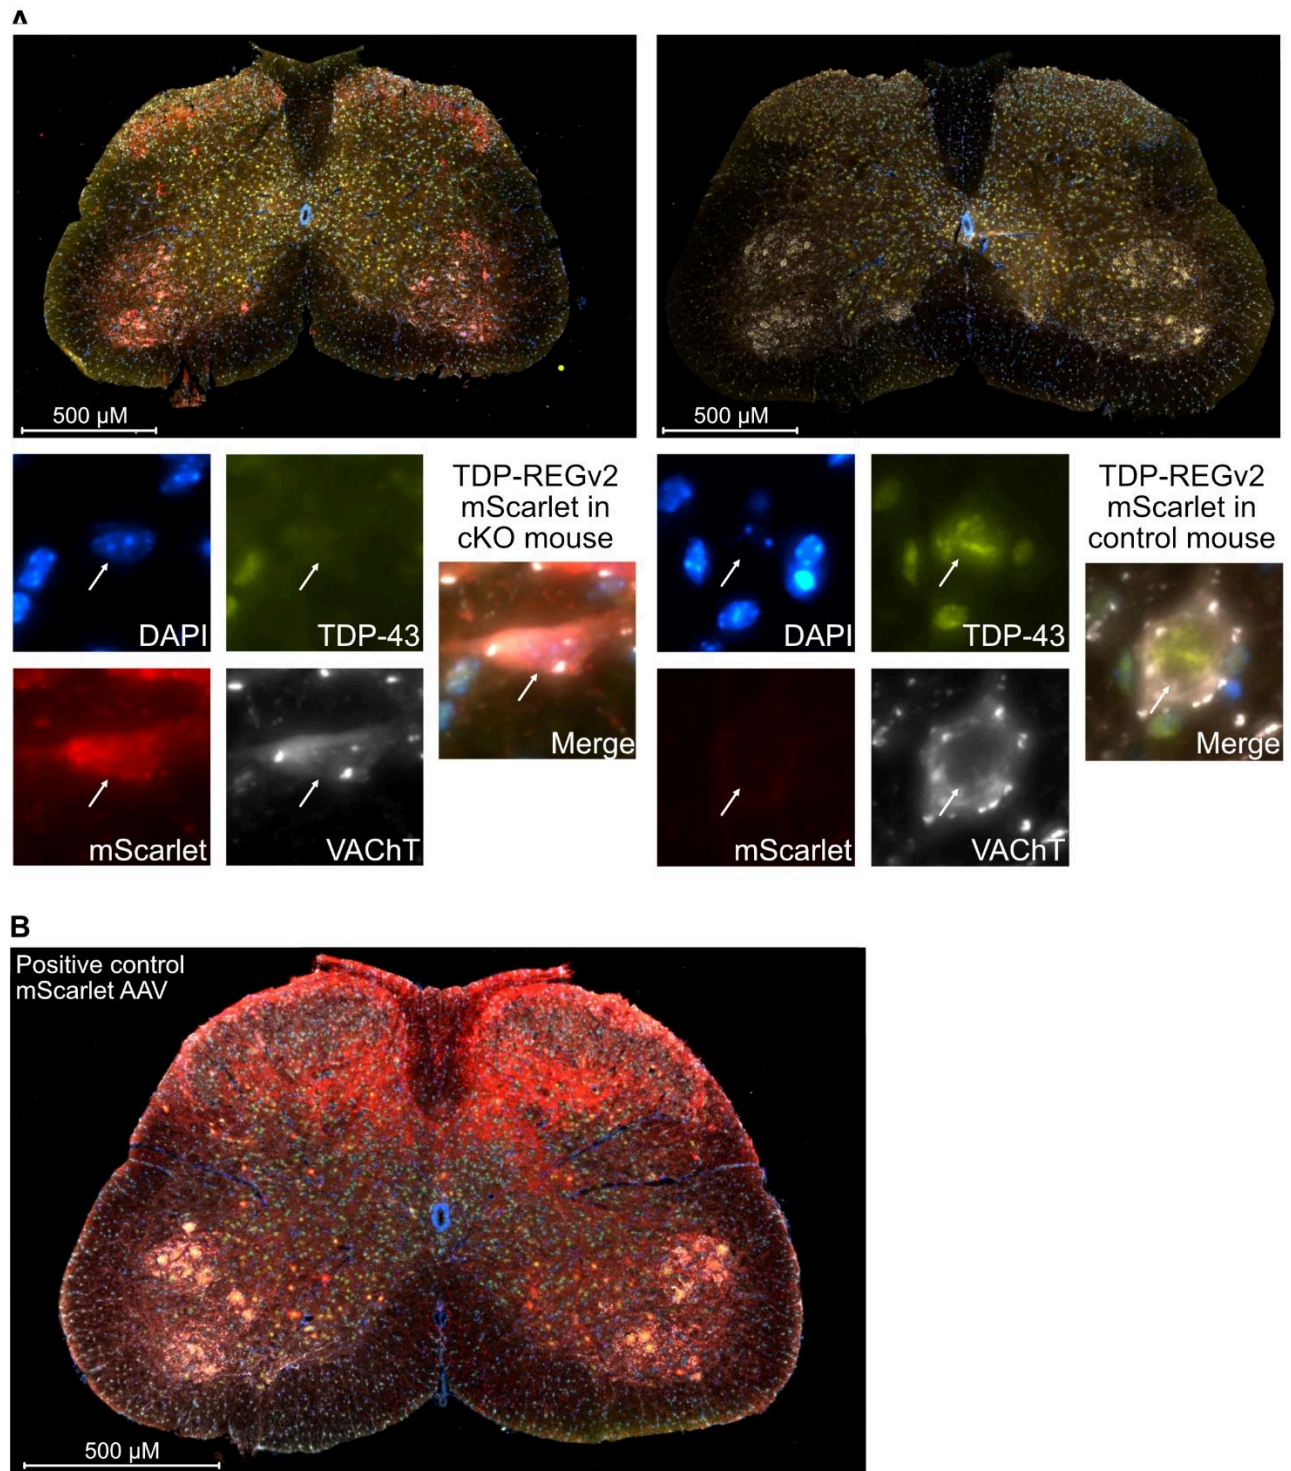 A
500 µM
500 µM
DAPI
TDP-43
TDP-REGv2
mScarlet in
cKO mouse
Merge
mScarlet
VAChT
DAPI
TDP-43
TDP-REGv2
mScarlet in
control mouse
Merge
mScarlet
VAChT
B
Positive control
mScarlet AAV
500 µM